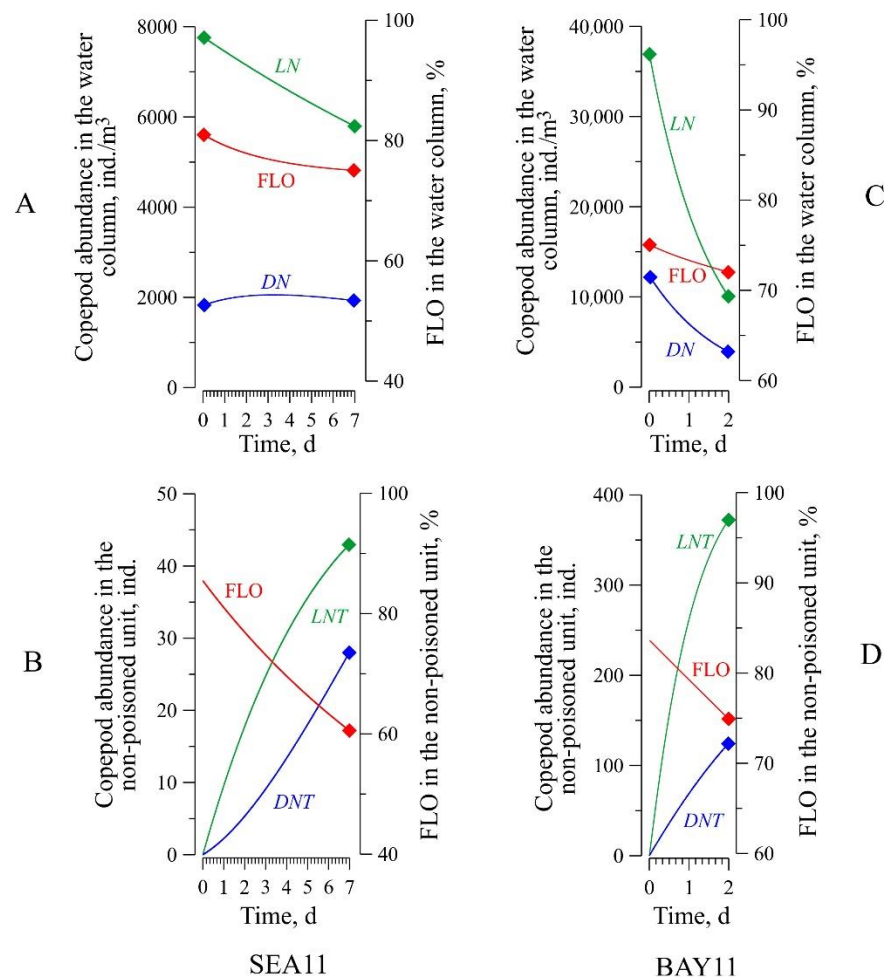 A
Copepod abundance in the water
column, ind./m³
8000
6000
4000
2000
0
LN
FLO
DN
100
80
60
40
FLO in the water column, %
0 1 2 3 4 5 6 7
Time, d
Copepod abundance in the water
column, ind./m³
40,000
30,000
20,000
10,000
0
LN
FLO
DN
100
90
80
70
60
FLO in the water column, %
C
0 1 2
Time, d
B
Copepod abundance in the
non-poisoned unit, ind.
50
40
30
20
10
0
FLO
LNT
DNT
100
80
60
40
FLO in the non-poisoned unit, %
0 1 2 3 4 5 6 7
Time, d
SEA11
Copepod abundance in the
non-poisoned unit, ind.
400
300
200
100
0
LNT
FLO
DNT
100
90
80
72
60
FLO in the non-poisoned unit, %
D
0 1 2
Time, d
BAY11